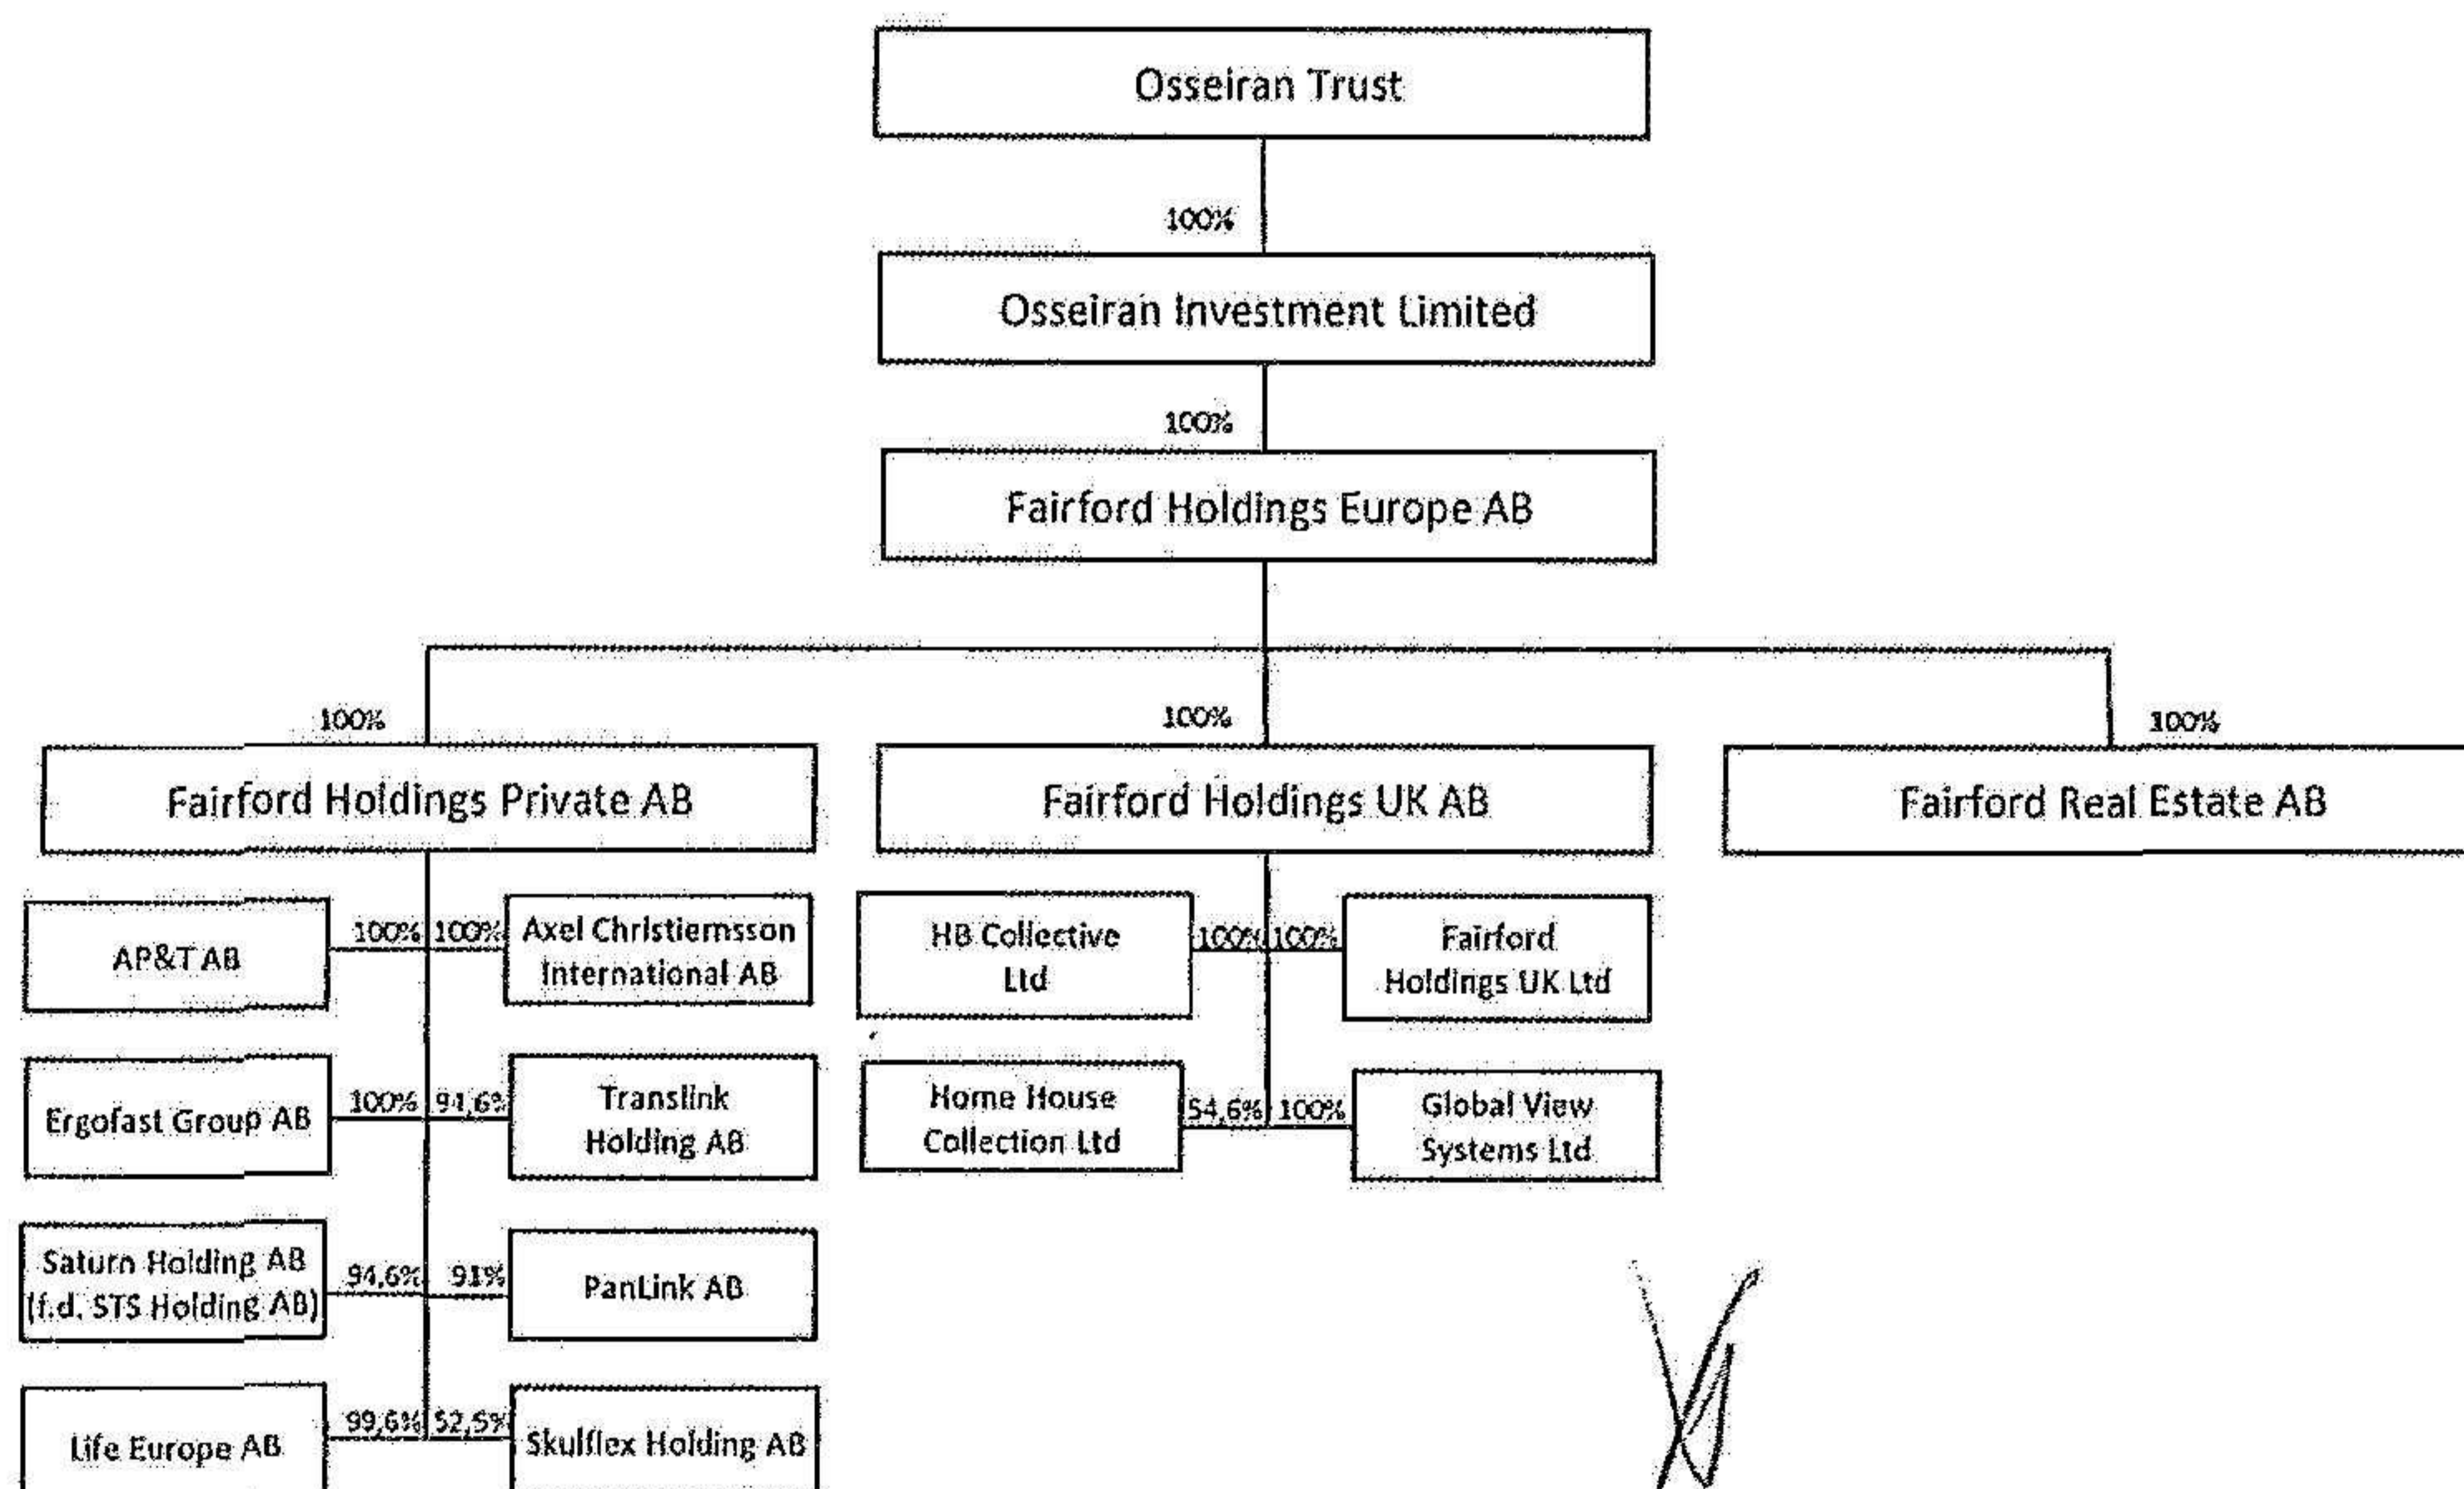 Osseiran Trust
100%
Osseiran Investment Limited
100%
Fairford Holdings Europe AB
100%
100%
100%
Fairford Holdings Private AB
Fairford Holdings UK AB
Fairford Real Estate AB
AP&T AB
100%
100%
Axel Christiernsson
International AB
HB Collective
Ltd
100%
100%
Fairford
Holdings UK Ltd
Ergofast Group AB
100%
94,6%
Translink
Holding AB
Home House
Collection Ltd
54,6%
100%
Global View
Systems Ltd
Saturn Holding AB
(f.d. STS Holding AB)
94,6%
91%
PanLink AB
Life Europe AB
99,6%
52,5%
Skulflex Holding AB